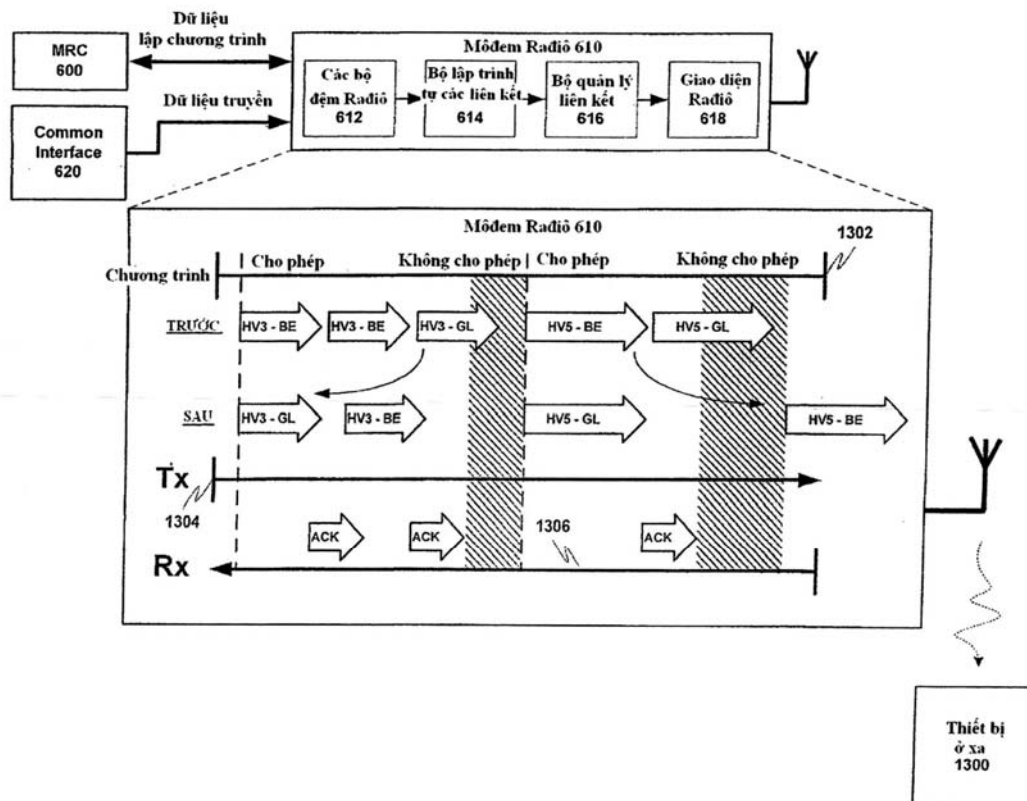 Dữ liệu
lập chương trình
MRC
600
Dữ liệu truyền
Common
Interface
620
Môđem Rađiô 610
Các bộ
đệm Rađiô
612
Bộ lập trình
tự các liên kết
614
Bộ quản lý
liên kết
616
Giao diện
Rađiô
618
Môđem Rađiô 610
1302
Chương trình
Cho phép
Không cho phép
Cho phép
Không cho phép
TRƯỚC
HV3 - BE
HV3 - BE
HV3 - GL
HV5 - BE
HV5 - GL
SAU
HV3 - GL
HV3 - BE
HV5 - GL
HV5 - BE
Tx
1304
ACK
ACK
1306
ACK
Rx
Thiết bị
ở xa
1300